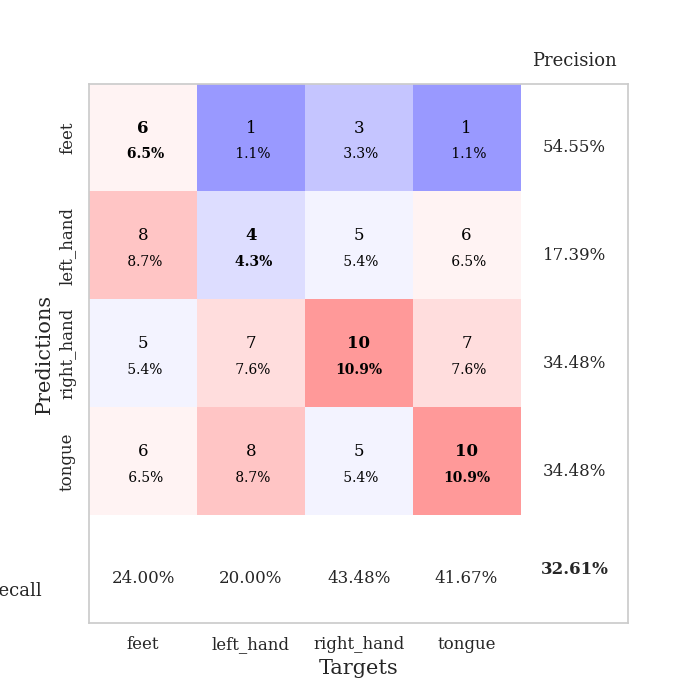 Precision
feet
6 1 3 1
6.5% 1.1% 3.3% 1.1%
54.55%
left_hand
8 4 5 6
8.7% 4.3% 5.4% 6.5%
17.39%
Predictions
right_hand
5 7 10 7
5.4% 7.6% 10.9% 7.6%
34.48%
tongue
6 8 5 10
6.5% 8.7% 5.4% 10.9%
34.48%
ecall
24.00% 20.00% 43.48% 41.67% 32.61%
feet left_hand right_hand tongue
Targets